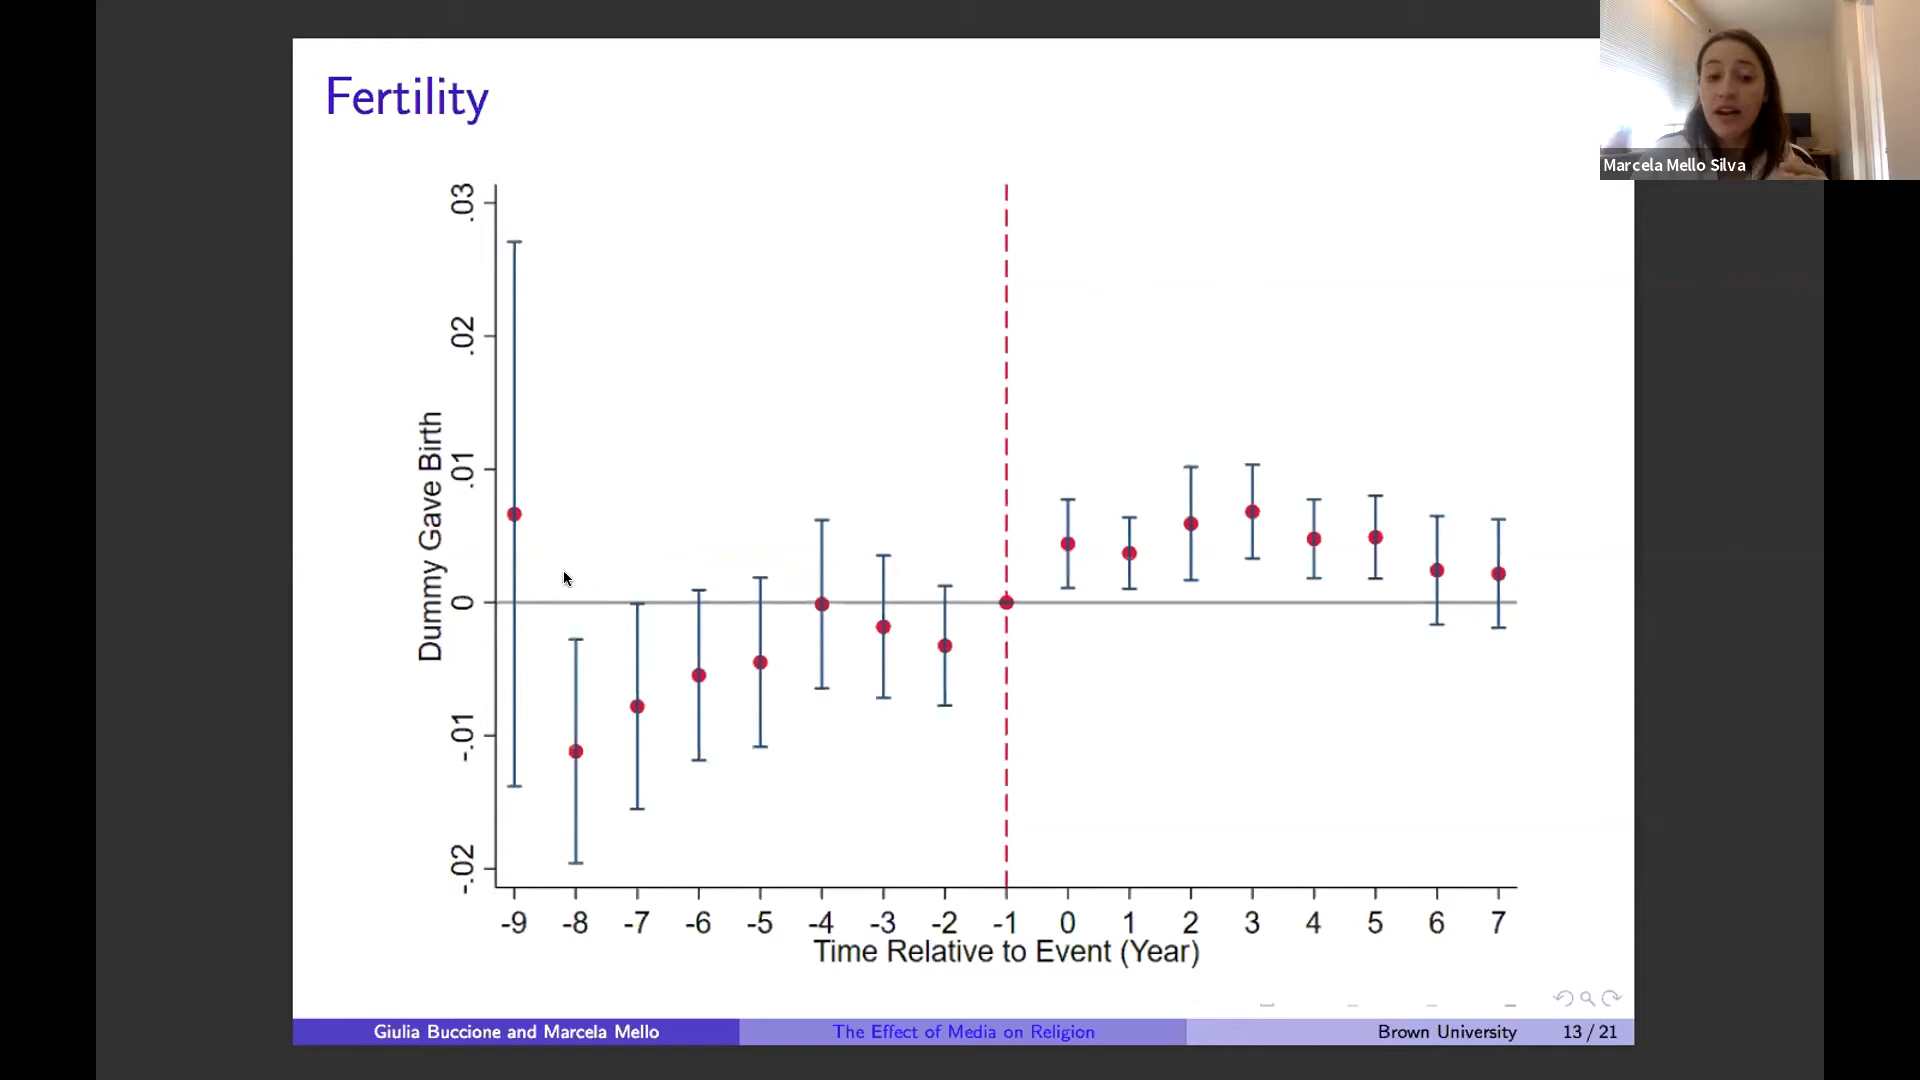 Fertility
Marcela Mello Silva
Dummy Gave Birth
.03
.02
.01
0
-.01
-.02
-9 -8 -7 -6 -5 -4 -3 -2 -1 0 1 2 3 4 5 6 7
Time Relative to Event (Year)
Giulia Buccione and Marcela Mello The Effect of Media on Religion Brown University 13 / 21